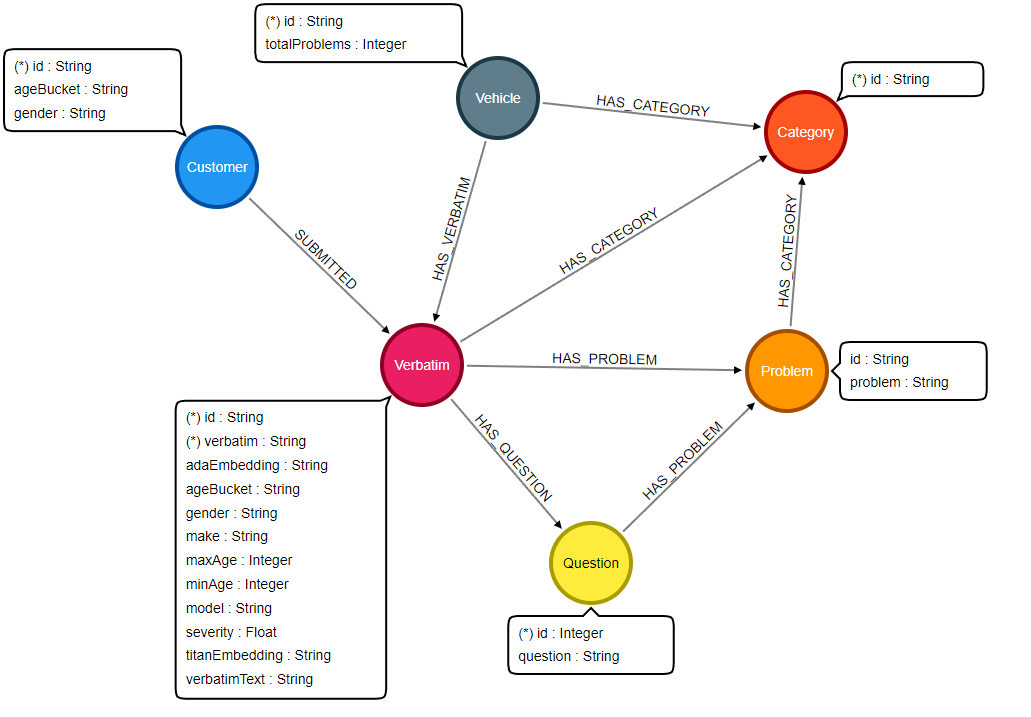 (*) id : String
totalProblems : Integer
(*) id : String
ageBucket : String
gender : String
(*) id : String
Vehicle
HAS_CATEGORY
Category
Customer
HAS_VERBATIM
SUBMITTED
HAS_CATEGORY
HAS_CATEGORY
Verbatim
HAS_PROBLEM
Problem
id : String
problem : String
(*) id : String
(*) verbatim : String
adaEmbedding : String
ageBucket : String
gender : String
make : String
maxAge : Integer
minAge : Integer
model : String
severity : Float
titanEmbedding : String
verbatimText : String
HAS_QUESTION
HAS_PROBLEM
Question
(*) id : Integer
question : String